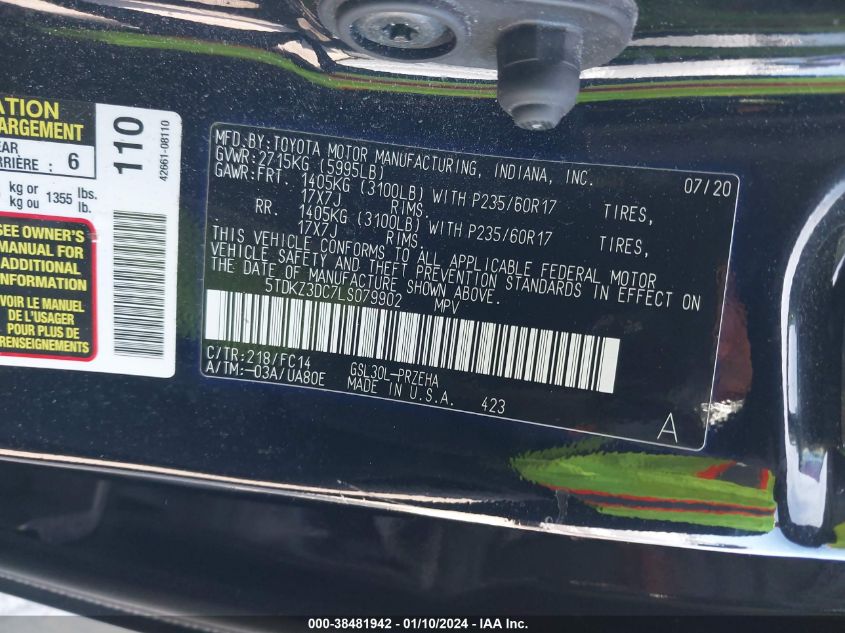 ATION
ARGEMENT
EAR
RRIÈRE : 6
kg or 1355 lbs.
kg ou lb.
110
42661-08110
SEE OWNER'S
MANUAL FOR
ADDITIONAL
INFORMATION
VOIR LE MANUEL
DE L'USAGER
POUR PLUS DE
RENSEIGNEMENTS
MFD.BY:TOYOTA MOTOR MANUFACTURING, INDIANA, INC. 07/20
GVWR:2715KG (5995LB)
GAWR:FRT. 1405KG (3100LB) WITH P235/60R17 TIRES,
17X7J RIMS.
RR. 1405KG (3100LB) WITH P235/60R17 TIRES,
17X7J RIMS.
THIS VEHICLE CONFORMS TO ALL APPLICABLE FEDERAL MOTOR
VEHICLE SAFETY AND THEFT PREVENTION STANDARDS IN EFFECT ON
THE DATE OF MANUFACTURE SHOWN ABOVE.
5TDKZ3DC7LS079902 MPV
C/TR:218/FC14 GSL30L-PRZEHA
A/TM:-03A/UA80E MADE IN U.S.A. 423
A
000-38481942 - 01/10/2024 - IAA Inc.